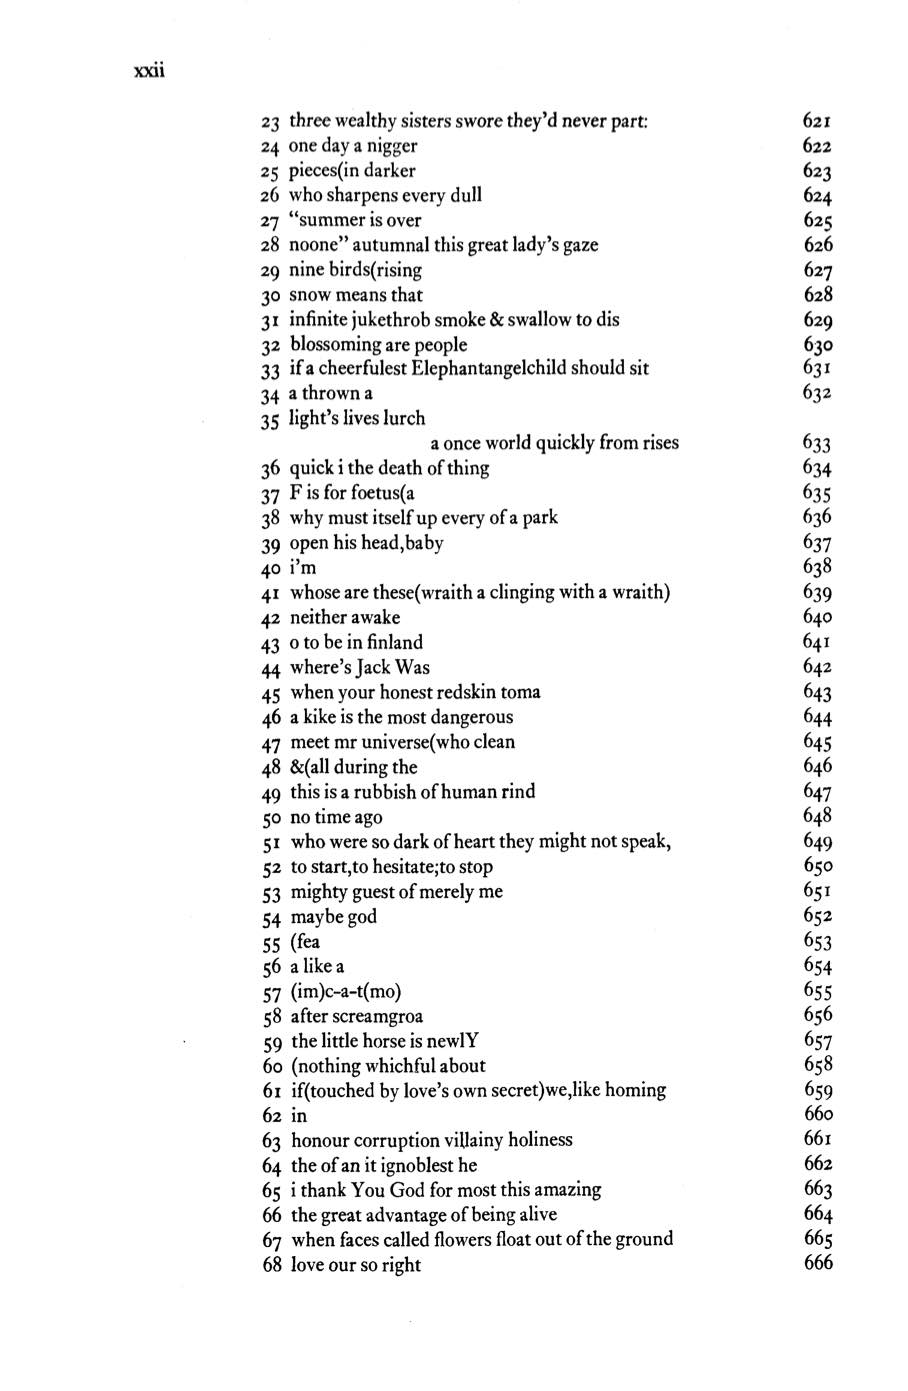 xxii
23 three wealthy sisters swore they'd never part: 621
24 one day a nigger 622
25 pieces(in darker 623
26 who sharpens every dull 624
27 “summer is over 625
28 noone” autumnal this great lady's gaze 626
29 nine birds(rising 627
30 snow means that 628
31 infinite jukethrob smoke & swallow to dis 629
32 blossoming are people 630
33 if a cheerfulest Elephantangelchild should sit 631
34 a thrown a 632
35 light's lives lurch
a once world quickly from rises 633
36 quick i the death of thing 634
37 F is for foetus(a 635
38 why must itself up every of a park 636
39 open his head,baby 637
40 i'm 638
41 whose are these(wraith a clinging with a wraith) 639
42 neither awake 640
43 o to be in finland 641
44 where's Jack Was 642
45 when your honest redskin toma 643
46 a kike is the most dangerous 644
47 meet mr universe(who clean 645
48 &(all during the 646
49 this is a rubbish of human rind 647
50 no time ago 648
51 who were so dark of heart they might not speak, 649
52 to start,to hesitate;to stop 650
53 mighty guest of merely me 651
54 maybe god 652
55 (fea 653
56 a like a 654
57 (im)c-a-t(mo) 655
58 after screamgroa 656
59 the little horse is newlY 657
60 (nothing whichful about 658
61 if(touched by love's own secret)we,like homing 659
62 in 660
63 honour corruption villainy holiness 661
64 the of an it ignoblest he 662
65 i thank You God for most this amazing 663
66 the great advantage of being alive 664
67 when faces called flowers float out of the ground 665
68 love our so right 666